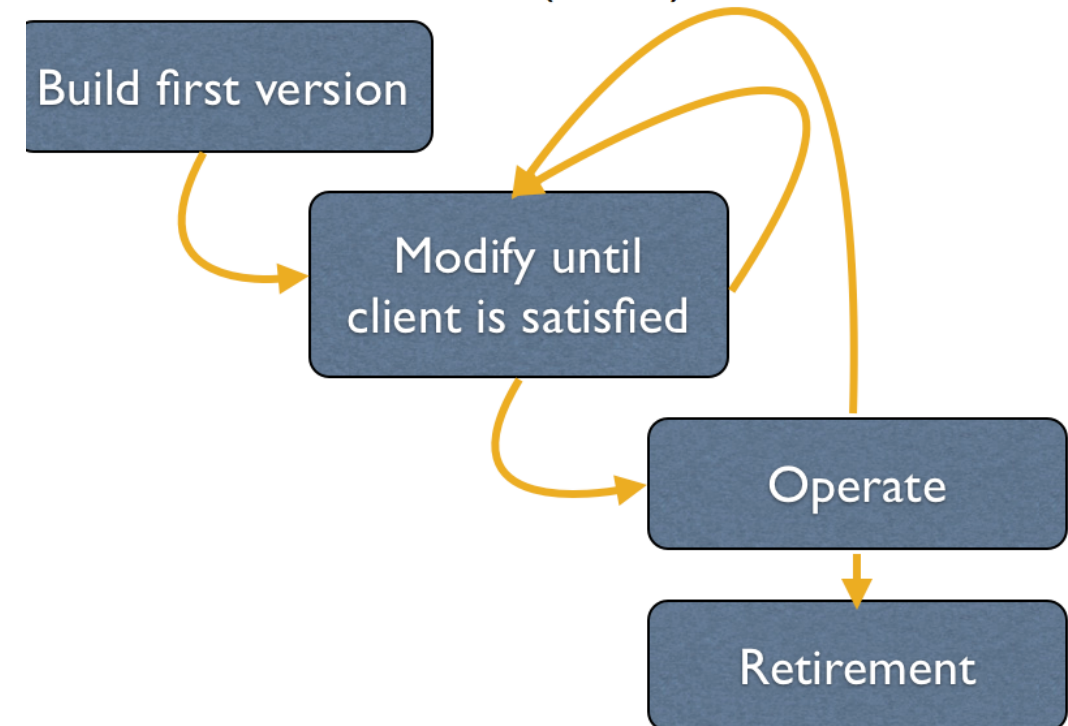 Build first version
Modify until
client is satisfied
Operate
Retirement